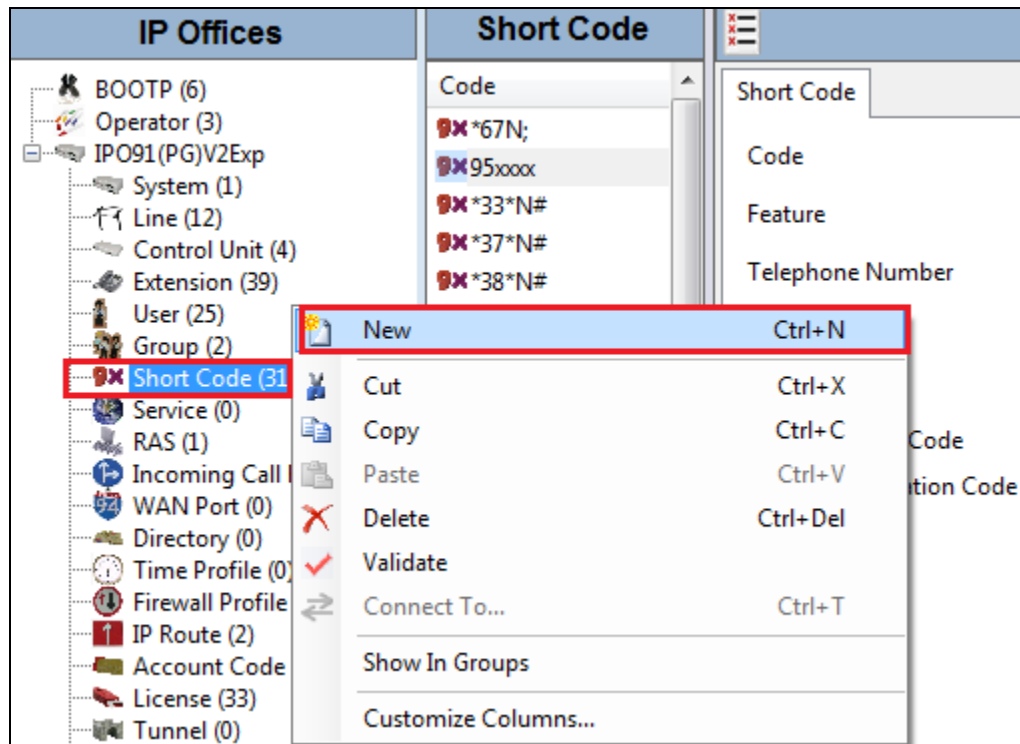 IP Offices
BOOTP (6)
Operator (3)
IPO91(PG)V2Exp
System (1)
Line (12)
Control Unit (4)
Extension (39)
User (25)
Group (2)
Short Code (31
Service (0)
RAS (1)
Incoming Call
WAN Port (0)
Directory (0)
Time Profile (0)
Firewall Profile
IP Route (2)
Account Code
License (33)
Tunnel (0)
Short Code
Code
*67N;
95xxxx
*33*N#
*37*N#
*38*N#
New Ctrl+N
Cut Ctrl+X
Copy Ctrl+C
Paste Ctrl+V
Delete Ctrl+Del
Validate
Connect To... Ctrl+T
Show In Groups
Customize Columns...
Short Code
Code
Feature
Telephone Number
Code
ation Code